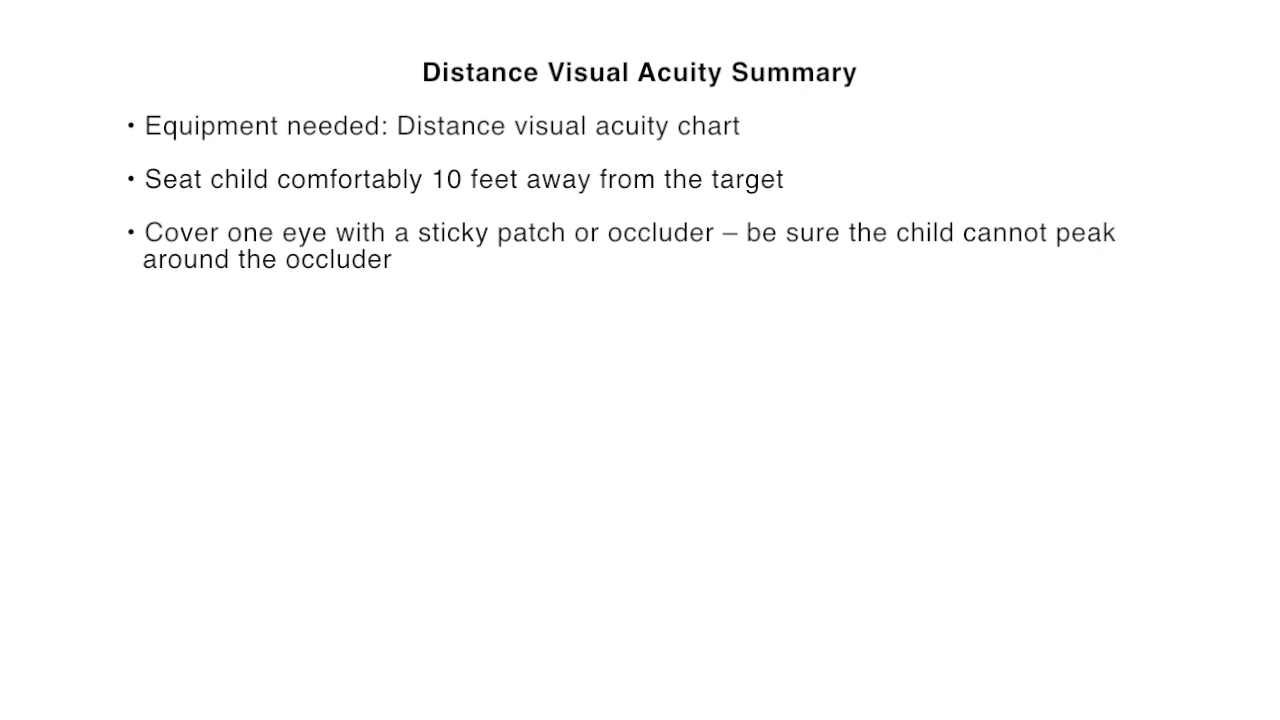 Distance Visual Acuity Summary
• Equipment needed: Distance visual acuity chart
• Seat child comfortably 10 feet away from the target
• Cover one eye with a sticky patch or occluder – be sure the child cannot peak
around the occluder